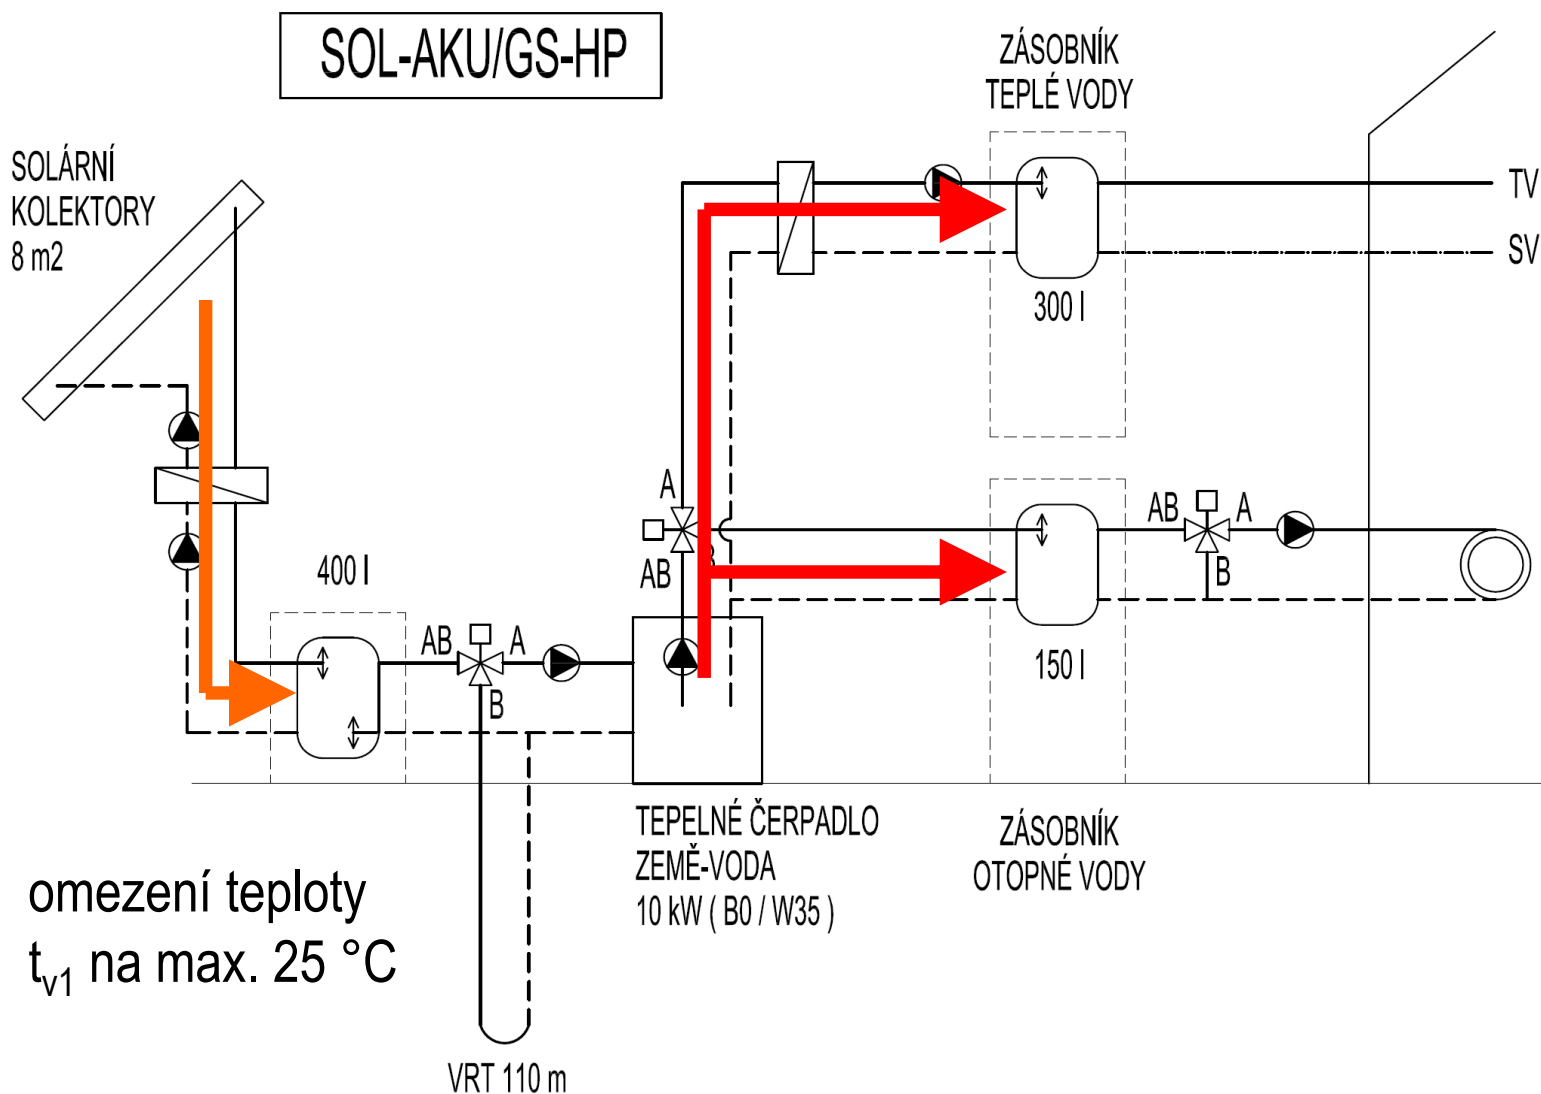 SOL-AKU/GS-HP
ZÁSOBNÍK
TEPLÉ VODY
SOLÁRNÍ
KOLEKTORY
8 m2
TV
SV
300 l
A
AB
AB
A
B
400 l
AB
A
B
150 l
TEPELNÉ ČERPADLO
ZEMĚ-VODA
10 kW ( B0 / W35 )
ZÁSOBNÍK
OTOPNÉ VODY
omezení teploty
tv1 na max. 25 °C
VRT 110 m